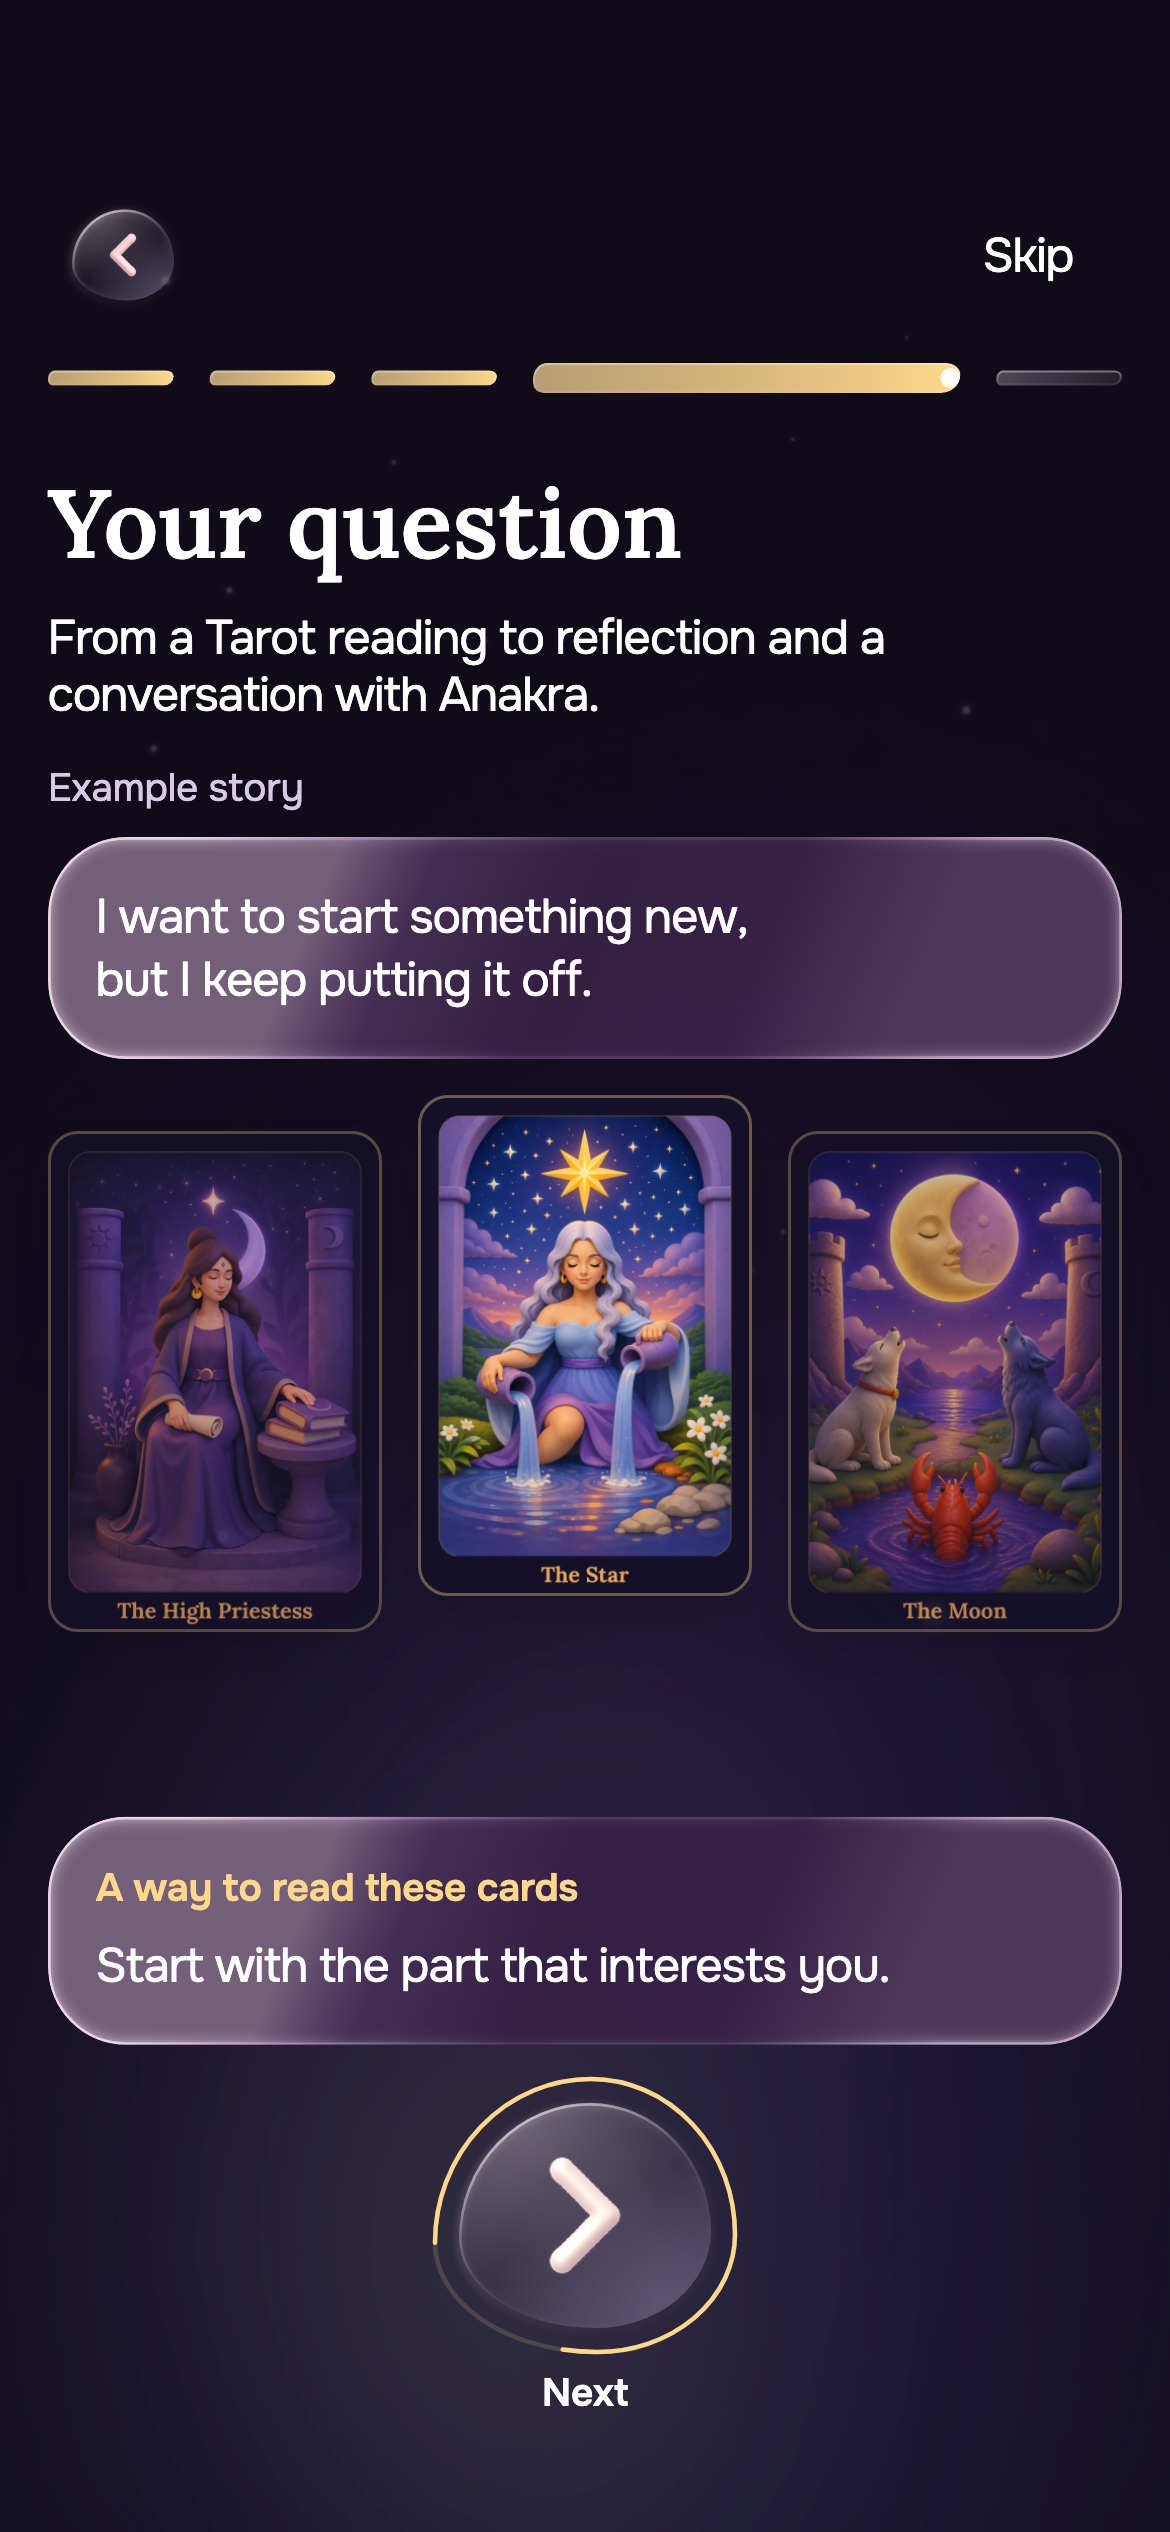 Skip
Your question
From a Tarot reading to reflection and a
conversation with Anakra.
Example story
I want to start something new,
but I keep putting it off.
The High Priestess
The Star
The Moon
A way to read these cards
Start with the part that interests you.
Next